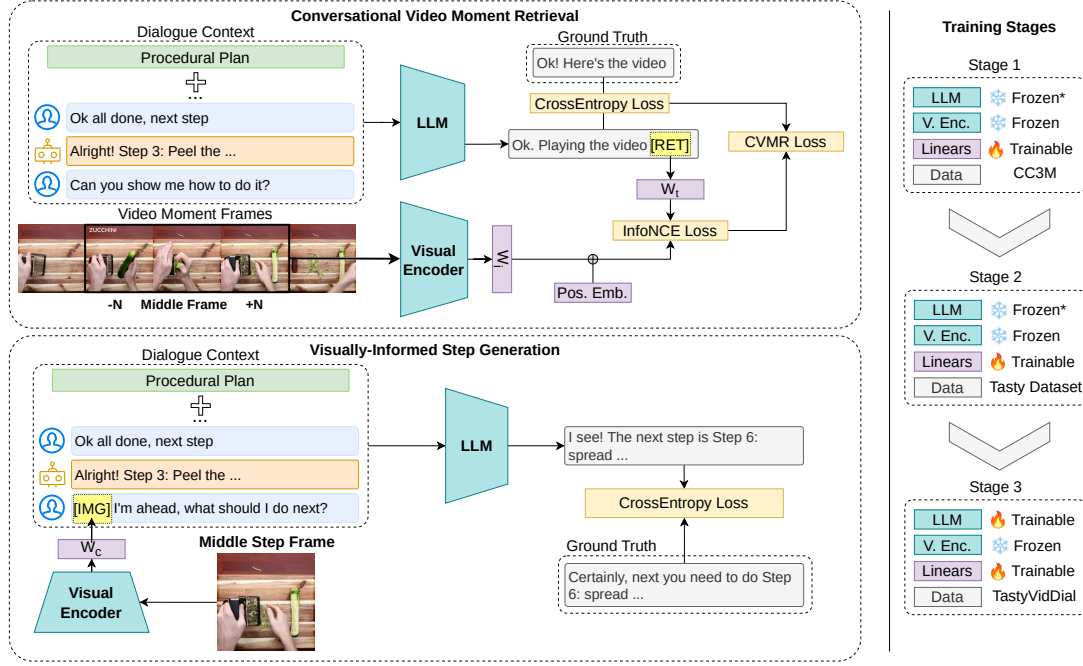 Conversational Video Moment Retrieval
Dialogue Context
Procedural Plan
...
Ok all done, next step
Alright! Step 3: Peel the ...
Can you show me how to do it?
Video Moment Frames
ZUCCHINI
-N Middle Frame +N
LLM
Visual
Encoder
Wi
Pos. Emb.
Ground Truth
Ok! Here's the video
CrossEntropy Loss
Ok. Playing the video [RET]
Wt
InfoNCE Loss
CVMR Loss
Visually-Informed Step Generation
Dialogue Context
Procedural Plan
...
Ok all done, next step
Alright! Step 3: Peel the ...
[IMG] I'm ahead, what should I do next?
Wc
Visual
Encoder
Middle Step Frame
LLM
I see! The next step is Step 6:
spread ...
CrossEntropy Loss
Ground Truth
Certainly, next you need to do Step
6: spread ...
Training Stages
Stage 1
LLM Frozen*
V. Enc. Frozen
Linears Trainable
Data CC3M
Stage 2
LLM Frozen*
V. Enc. Frozen
Linears Trainable
Data Tasty Dataset
Stage 3
LLM Trainable
V. Enc. Frozen
Linears Trainable
Data TastyVidDial